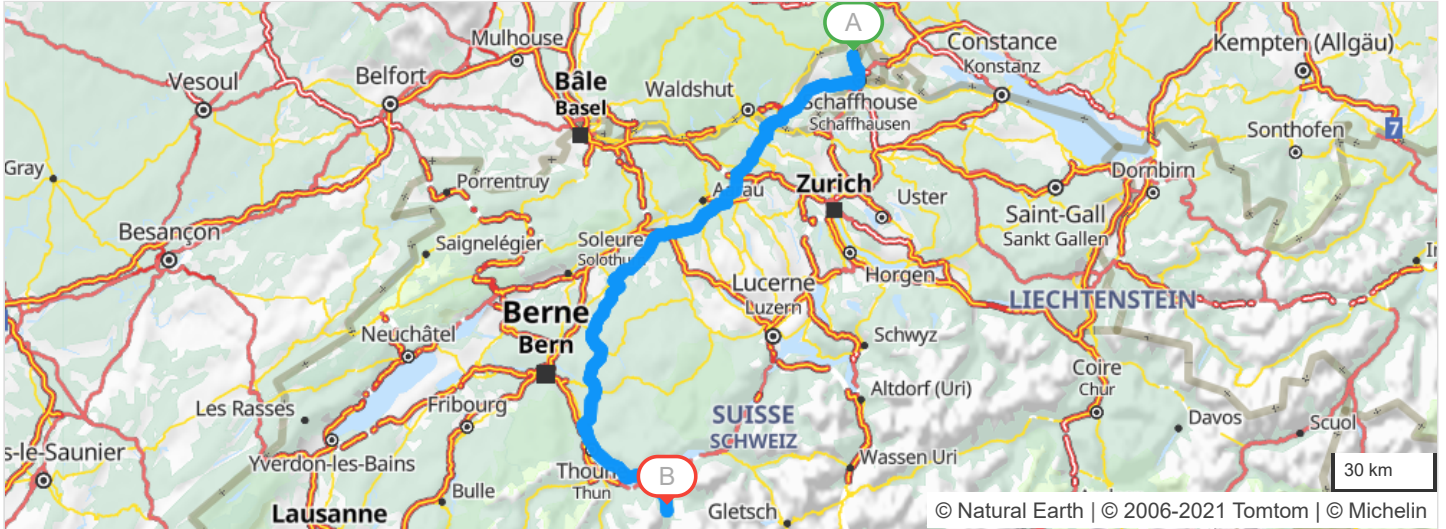 A
Constance
Konstanz
Kempten (Allgäu)
Mulhouse
Vesoul
Belfort
Bâle
Basel
Waldshut
Schaffhouse
Schaffhausen
7
Sonthofen
Gray
Porrentruy
Dornbirn
Zurich
Uster
Saint-Gall
Sankt Gallen
Besançon
Saignelégier
Soleure
Horgen
Lucerne
Luzern
LIECHTENSTEIN
Berne
Bern
Neuchâtel
Schwyz
Coire
Chur
Altdorf (Uri)
Les Rasses
Fribourg
SUISSE
SCHWEIZ
Davos
Scuol
s-le-Saunier
Yverdon-les-Bains
Thoun
Thun
B
Wassen Uri
30 km
Bulle
Gletsch
Lausanne
© Natural Earth | © 2006-2021 Tomtom | © Michelin